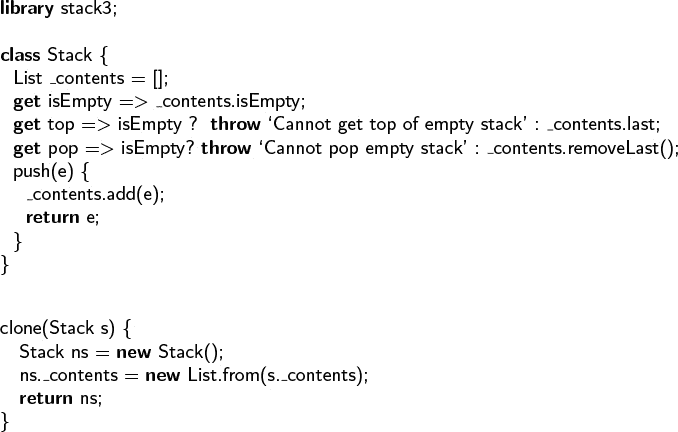 library stack3;
class Stack {
List _contents = [];
get isEmpty => _contents.isEmpty;
get top => isEmpty ? throw ‘Cannot get top of empty stack’ : _contents.last;
get pop => isEmpty? throw ‘Cannot pop empty stack’ : _contents.removeLast();
push(e) {
_contents.add(e);
return e;
}
}
clone(Stack s) {
Stack ns = new Stack();
ns._contents = new List.from(s._contents);
return ns;
}